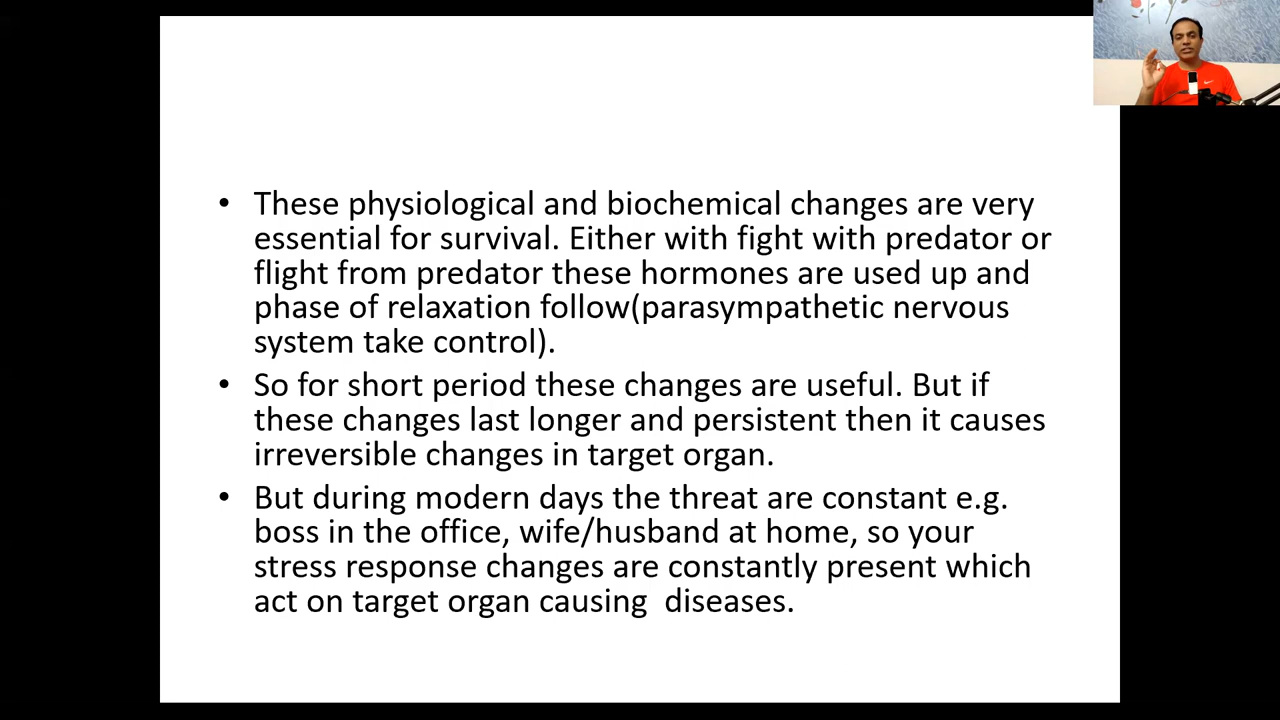 • These physiological and biochemical changes are very
essential for survival. Either with fight with predator or
flight from predator these hormones are used up and
phase of relaxation follow(parasympathetic nervous
system take control).
• So for short period these changes are useful. But if
these changes last longer and persistent then it causes
irreversible changes in target organ.
• But during modern days the threat are constant e.g.
boss in the office, wife/husband at home, so your
stress response changes are constantly present which
act on target organ causing  diseases.